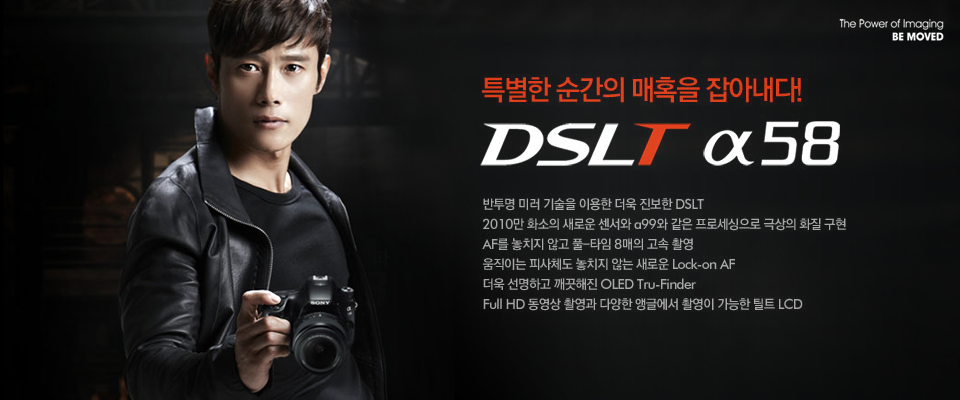 The Power of Imaging
BE MOVED
특별한 순간의 매혹을 잡아내다!
DSLT α58
반투명 미러 기술을 이용한 더욱 진보한 DSLT
2010만 화소의 새로운 센서와 α99와 같은 프로세싱으로 극상의 화질 구현
AF를 놓치지 않고 풀-타임 8매의 고속 촬영
움직이는 피사체도 놓치지 않는 새로운 Lock-on AF
더욱 선명하고 깨끗해진 OLED Tru-Finder
Full HD 동영상 촬영과 다양한 앵글에서 촬영이 가능한 틸트 LCD
SONY